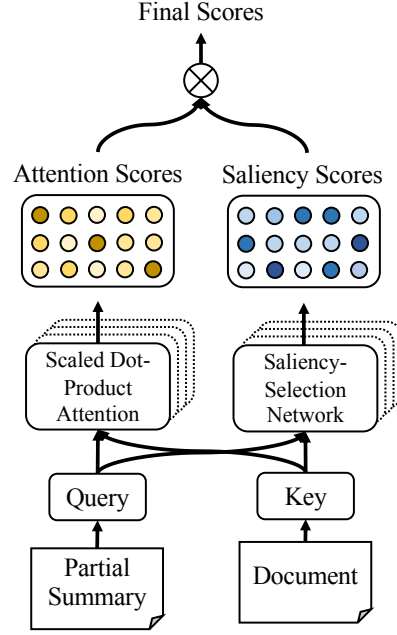 Final Scores
Attention Scores
Saliency Scores
Scaled Dot-
Product
Attention
Saliency-
Selection
Network
Query
Key
Partial
Summary
Document